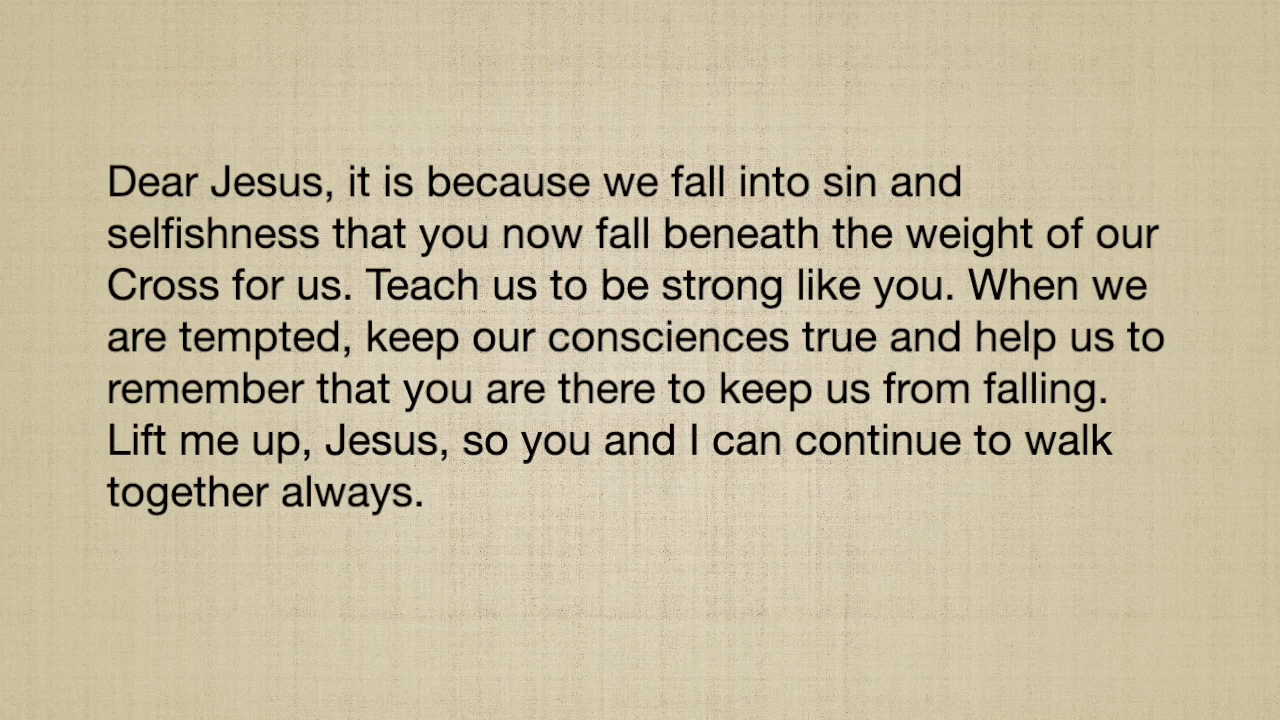 Dear Jesus, it is because we fall into sin and
selfishness that you now fall beneath the weight of our
Cross for us. Teach us to be strong like you. When we
are tempted, keep our consciences true and help us to
remember that you are there to keep us from falling.
Lift me up, Jesus, so you and I can continue to walk
together always.